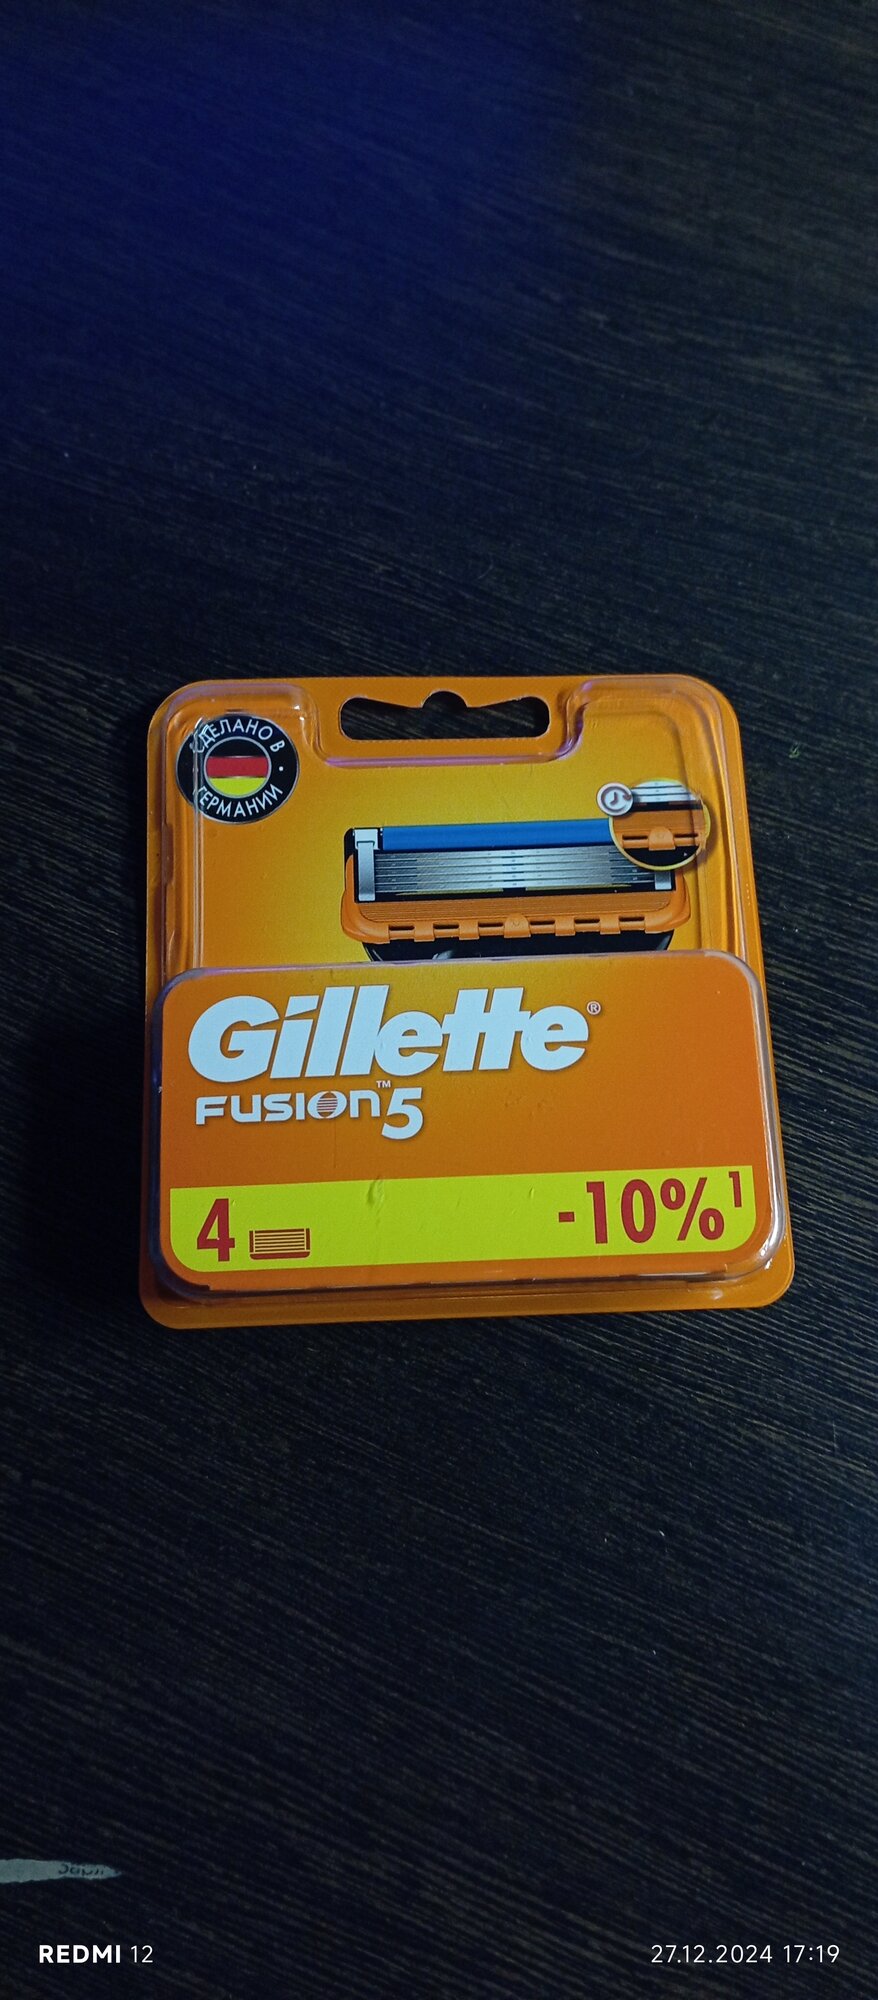 СДЕЛАНО В
ГЕРМАНИИ
Gillette®
FUSION™5
4
-10%¹
REDMI 12
27.12.2024 17:19